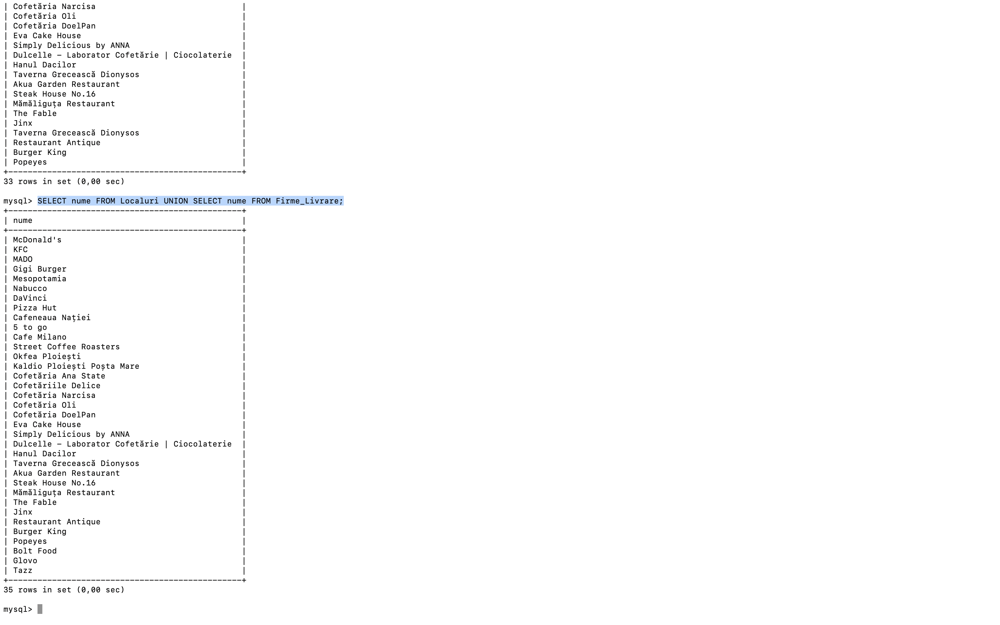 | Cofetăria Narcisa |
| Cofetăria Oli |
| Cofetăria DoelPan |
| Eva Cake House |
| Simply Delicious by ANNA |
| Dulcelle – Laborator Cofetărie | Ciocolaterie |
| Hanul Dacilor |
| Taverna Grecească Dionysos |
| Akua Garden Restaurant |
| Steak House No.16 |
| Mămăliguța Restaurant |
| The Fable |
| Jinx |
| Taverna Grecească Dionysos |
| Restaurant Antique |
| Burger King |
| Popeyes |
+------------------------------------------------+
33 rows in set (0,00 sec)
mysql> SELECT nume FROM Localuri UNION SELECT nume FROM Firme_Livrare;
+------------------------------------------------+
| nume |
+------------------------------------------------+
| McDonald's |
| KFC |
| MADO |
| Gigi Burger |
| Mesopotamia |
| Nabucco |
| DaVinci |
| Pizza Hut |
| Cafeneaua Nației |
| 5 to go |
| Cafe Milano |
| Street Coffee Roasters |
| Okfea Ploiești |
| Kaldio Ploiești Poșta Mare |
| Cofetăria Ana State |
| Cofetăriile Delice |
| Cofetăria Narcisa |
| Cofetăria Oli |
| Cofetăria DoelPan |
| Eva Cake House |
| Simply Delicious by ANNA |
| Dulcelle – Laborator Cofetărie | Ciocolaterie |
| Hanul Dacilor |
| Taverna Grecească Dionysos |
| Akua Garden Restaurant |
| Steak House No.16 |
| Mămăliguța Restaurant |
| The Fable |
| Jinx |
| Restaurant Antique |
| Burger King |
| Popeyes |
| Bolt Food |
| Glovo |
| Tazz |
+------------------------------------------------+
35 rows in set (0,00 sec)
mysql>